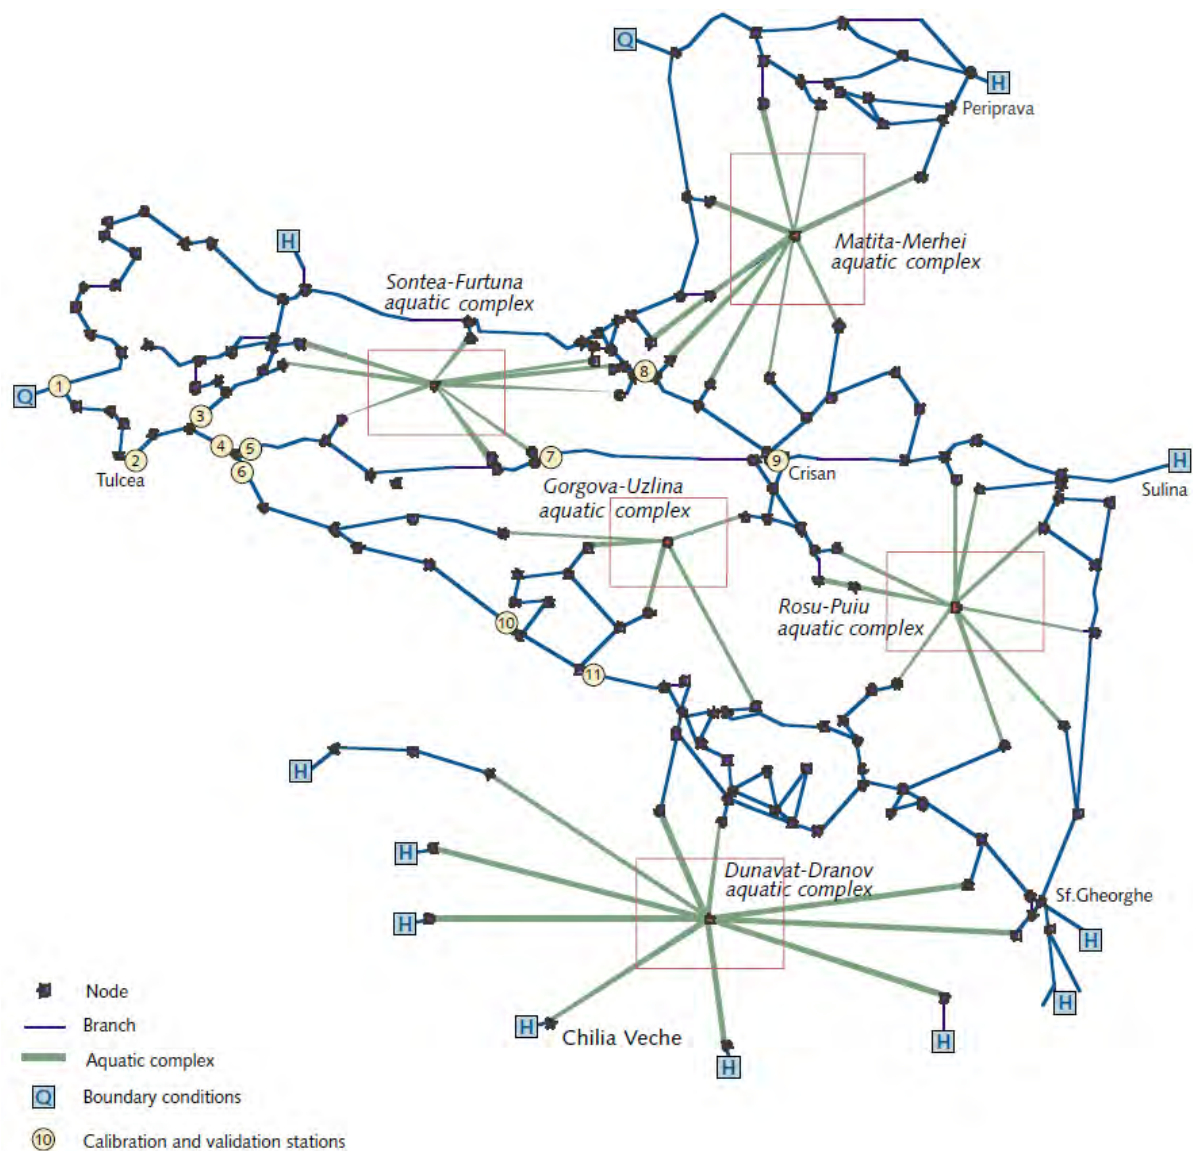 Q
H
Periprava
H
Matita-Merhei
aquatic complex
Sontea-Furtuna
aquatic complex
8
1
Q
3
4
5
2
6
7
9
Tulcea
Crisan
H
Sulina
Gorgova-Uzlina
aquatic complex
Rosu-Puiu
aquatic complex
10
11
H
H
Dunavat-Dranov
aquatic complex
Sf.Gheorghe
H
H
H
H
Chilia Veche
H
H
Node
Branch
Aquatic complex
Q
Boundary conditions
10
Calibration and validation stations